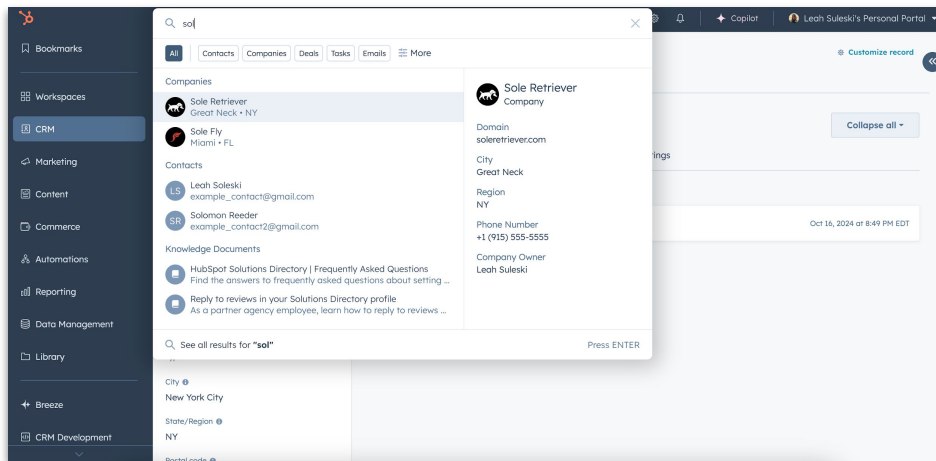 sol
Copilot
Leah Suleski's Personal Portal
All
Contacts
Companies
Deals
Tasks
Emails
More
Bookmarks
Workspaces
CRM
Marketing
Content
Commerce
Automations
Reporting
Data Management
Library
Breeze
CRM Development
Companies
Sole Retriever
Great Neck • NY
Sole Fly
Miami • FL
Contacts
LS
Leah Soleski
example_contact@gmail.com
SR
Solomon Reeder
example_contact2@gmail.com
Knowledge Documents
HubSpot Solutions Directory | Frequently Asked Questions
Find the answers to frequently asked questions about setting ...
Reply to reviews in your Solutions Directory profile
As a partner agency employee, learn how to reply to reviews ...
See all results for "sol"
Press ENTER
Sole Retriever
Company
Domain
soleretriever.com
City
Great Neck
Region
NY
Phone Number
+1 (915) 555-5555
Company Owner
Leah Suleski
Customize record
Collapse all
Oct 16, 2024 at 8:49 PM EDT
City
New York City
State/Region
NY
Postal code